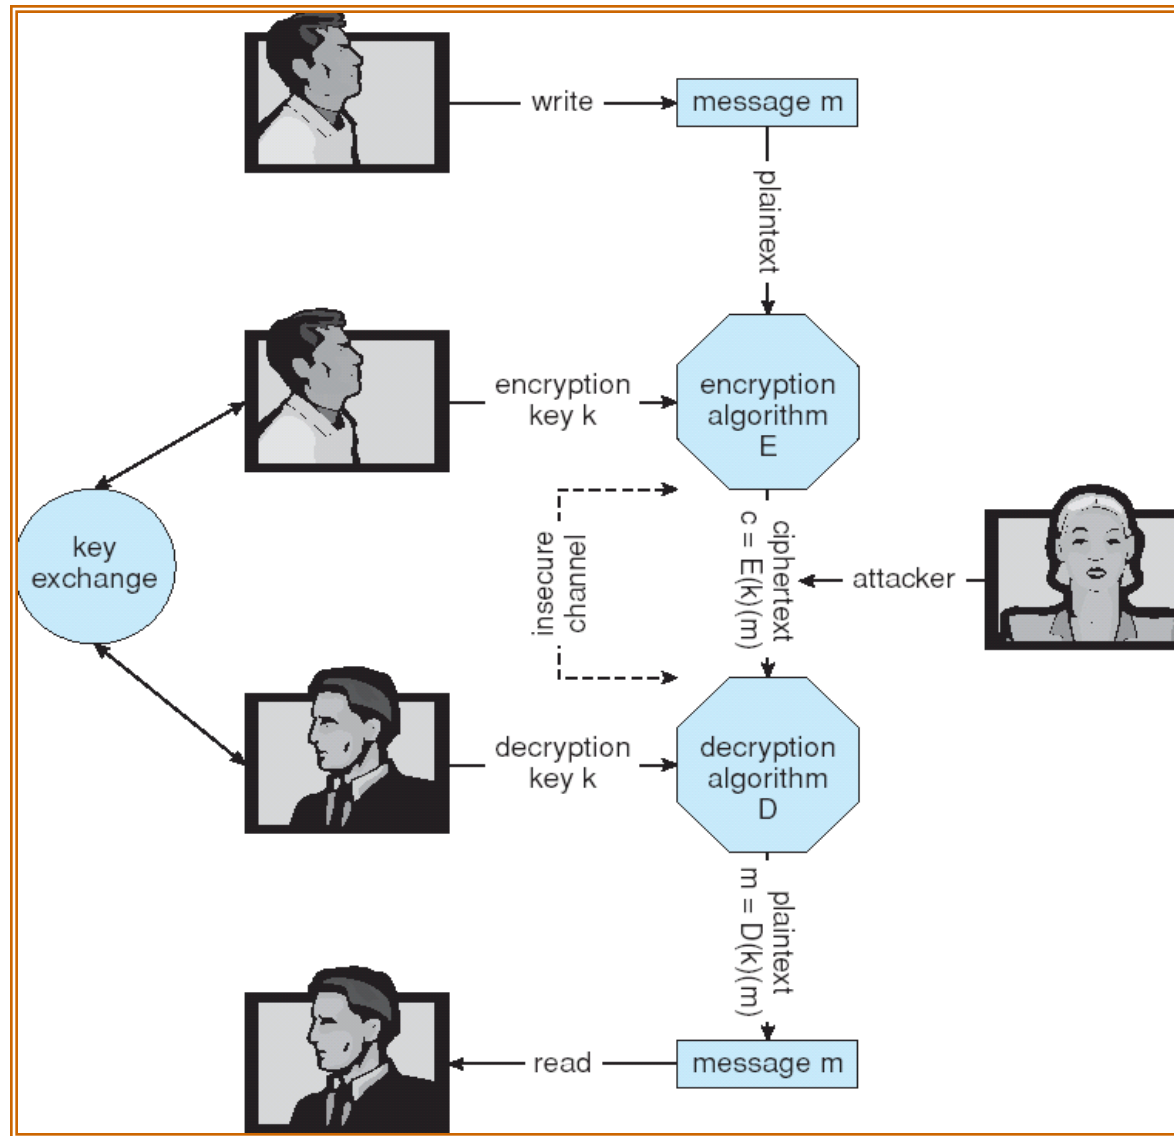 write
message m
plaintext
encryption
key k
encryption
algorithm
E
key
exchange
insecure
channel
ciphertext
c = E(k)(m)
attacker
decryption
key k
decryption
algorithm
D
plaintext
m = D(k)(m)
read
message m